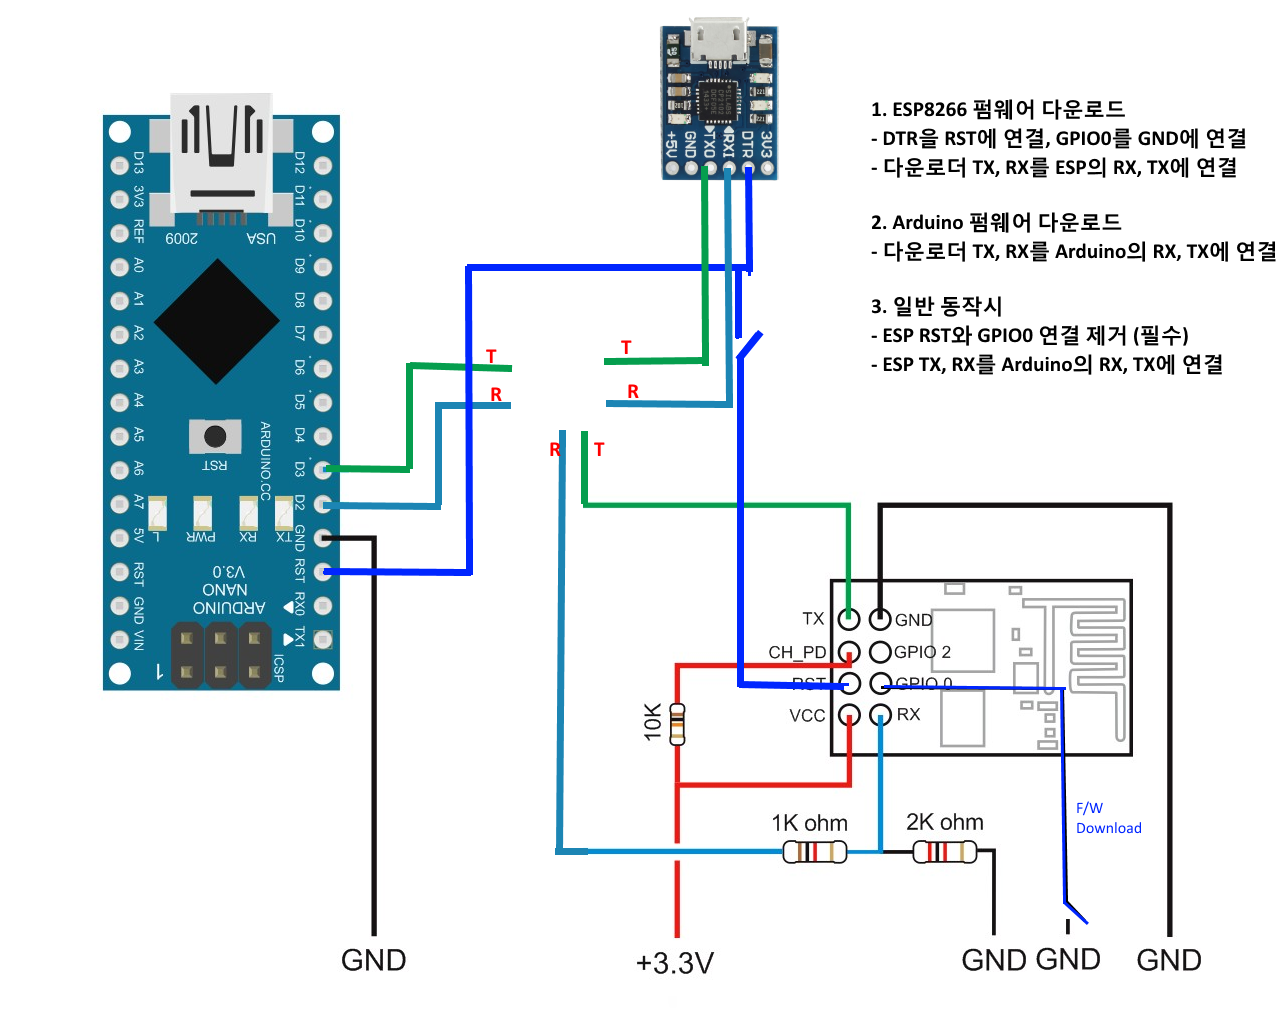 +5V
GND
TXO
RXI
DTR
3V3
1. ESP8266 펌웨어 다운로드
- DTR을 RST에 연결, GPIO0를 GND에 연결
- 다운로더 TX, RX를 ESP의 RX, TX에 연결
2. Arduino 펌웨어 다운로드
- 다운로더 TX, RX를 Arduino의 RX, TX에 연결
3. 일반 동작시
- ESP RST와 GPIO0 연결 제거 (필수)
- ESP TX, RX를 Arduino의 RX, TX에 연결
D13
3V3
REF
A0
A1
A2
A3
A4
A5
A6
A7
5V
RST
GND
VIN
D12
D11
D10
D9
D8
D7
D6
D5
D4
D3
D2
GND
RST
RX0
TX1
USA
2009
RST
ARDUINO.CC
TX
RX
PWR
L
ARDUINO
NANO
V3.0
ICSP
1
T
R
T
R
R
T
TX
GND
CH_PD
GPIO 2
RST
GPIO 0
VCC
RX
10K
1K ohm
2K ohm
F/W
Download
GND
+3.3V
GND
GND
GND